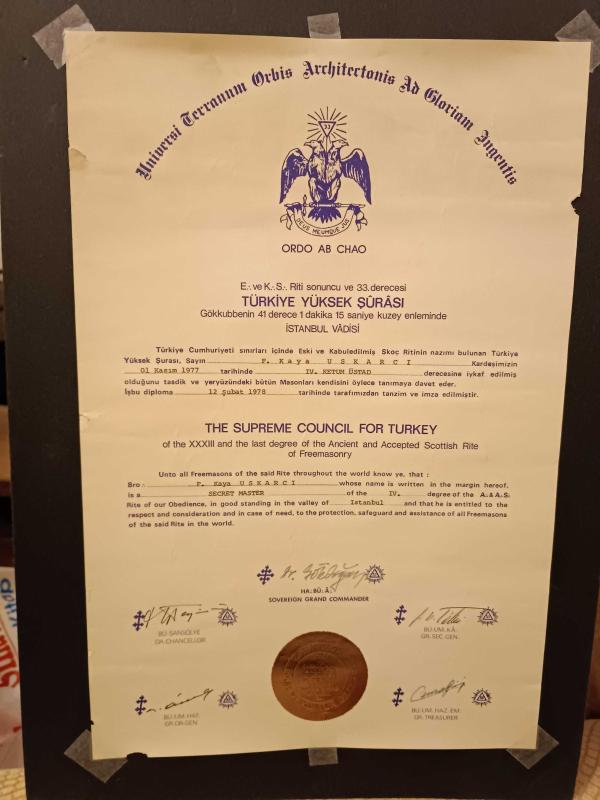 Universi Terranum Orbis Architectonis Ad Gloriam Ingentis
33
DEUS MEUMQUE JUS
ORDO AB CHAO
E∴ ve K∴ S∴ Riti sonuncu ve 33. derecesi
TÜRKİYE YÜKSEK ŞÛRÂSI
Gökkubbenin 41 derece 1 dakika 15 saniye kuzey enleminde
İSTANBUL VÂDİSİ
Türkiye Cumhuriyeti sınırları içinde Eski ve Kabuledilmiş Skoç Ritinin nazımı bulunan Türkiye
Yüksek Şurası, Sayın F. Kaya USKARCI Kardeşimizin
01 Kasım 1977 tarihinde IV. KETUM ÜSTAD derecesine iykaf edilmiş
olduğunu tasdik ve yeryüzündeki bütün Masonları kendisini öylece tanımaya davet eder.
İşbu diploma 12 Şubat 1978 tarihinde tarafımızdan tanzim ve imza edilmiştir.
THE SUPREME COUNCIL FOR TURKEY
of the XXXIII and the last degree of the Ancient and Accepted Scottish Rite
of Freemasonry
Unto all Freemasons of the said Rite throughout the world know ye, that :
Bro∴ F. Kaya USKARCI whose name is written in the margin hereof,
is a SECRET MASTER of the IV. degree of the A.&A.S.
Rite of our Obedience, in good standing in the valley of Istanbul and that he is entitled to the
respect and consideration and in case of need, to the protection, safeguard and assistance of all Freemasons
of the said Rite in the world.
HA∴ BÜ∴ Â∴
SOVEREIGN GRAND COMMANDER
BÜ∴ ŞANSÖLYE
GR∴ CHANCELLOR
BÜ∴ UM∴ KÂ∴
GR∴ SEC∴ GEN∴
BÜ∴ UM∴ HAT∴
GR∴ OR∴ GEN∴
BÜ∴ UM∴ HAZ∴ EM∴
GR∴ TREASURER